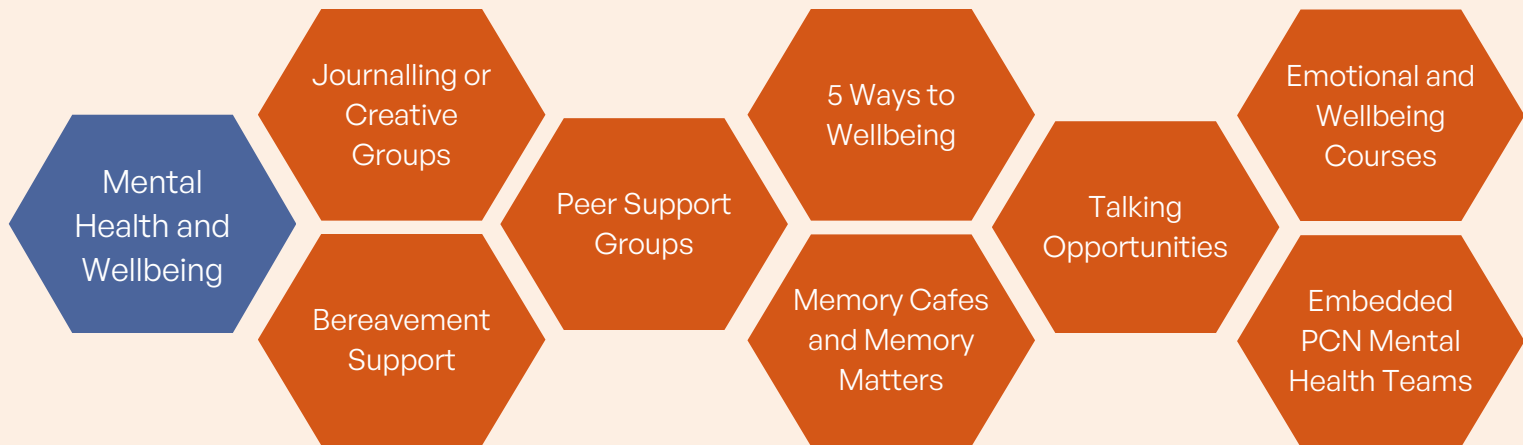 Mental
Health and
Wellbeing
Journalling or
Creative
Groups
Bereavement
Support
Peer Support
Groups
5 Ways to
Wellbeing
Memory Cafes
and Memory
Matters
Talking
Opportunities
Emotional and
Wellbeing
Courses
Embedded
PCN Mental
Health Teams